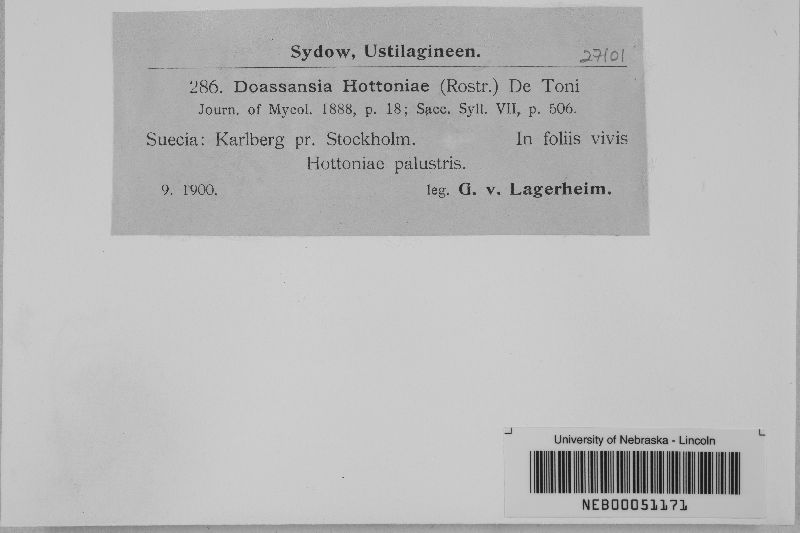 Sydow, Ustilagineen.
27101
286. Doassansia Hottoniae (Rostr.) De Toni
Journ. of Mycol. 1888, p. 18; Sacc. Syll. VII, p. 506.
Suecia: Karlberg pr. Stockholm. In foliis vivis
Hottoniae palustris.
9. 1900. leg. G. v. Lagerheim.
University of Nebraska - Lincoln
NEB00051171